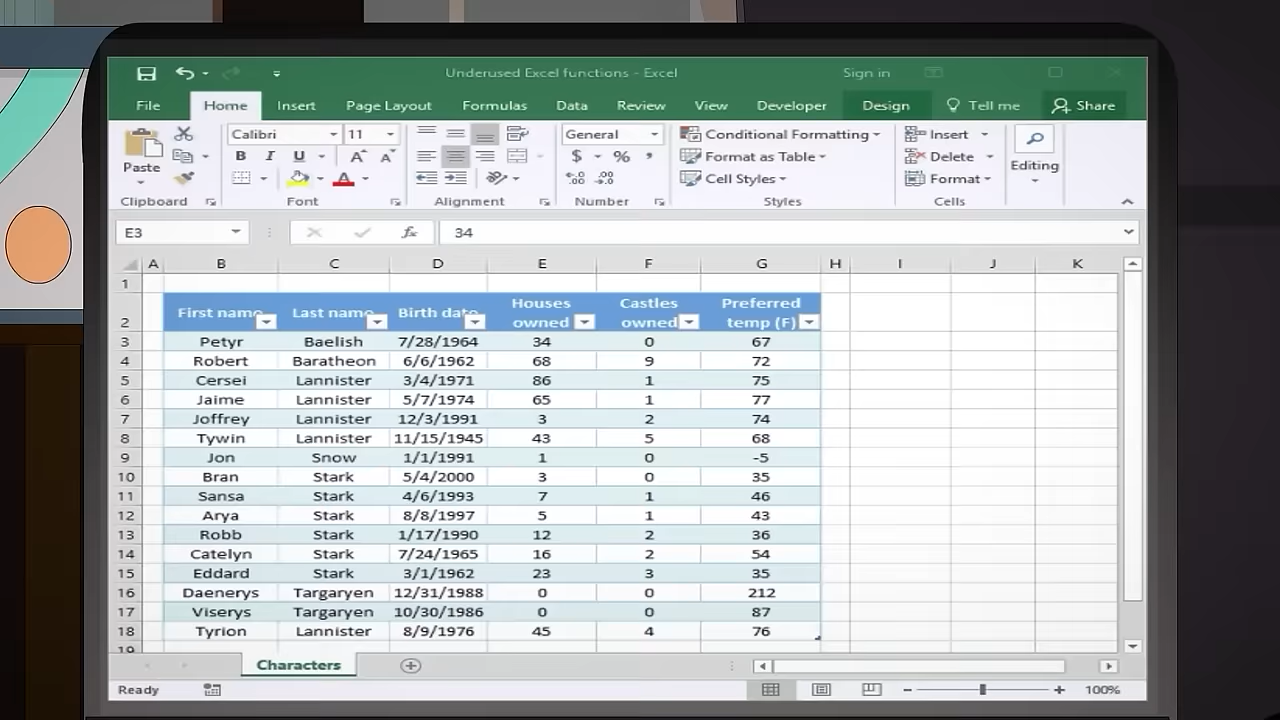 Underused Excel functions - Excel
Sign in
File Home Insert Page Layout Formulas Data Review View Developer Design Tell me Share
Paste
Calibri 11
B I U A A
General
$ % ,
Conditional Formatting
Format as Table
Cell Styles
Insert
Delete
Format
Editing
Clipboard Font Alignment Number Styles Cells
E3 fx 34
A B C D E F G H I J K
1
2 First name Last name Birth date Houses owned Castles owned Preferred temp (F)
3 Petyr Baelish 7/28/1964 34 0 67
4 Robert Baratheon 6/6/1962 68 9 72
5 Cersei Lannister 3/4/1971 86 1 75
6 Jaime Lannister 5/7/1974 65 1 77
7 Joffrey Lannister 12/3/1991 3 2 74
8 Tywin Lannister 11/15/1945 43 5 68
9 Jon Snow 1/1/1991 1 0 -5
10 Bran Stark 5/4/2000 3 0 35
11 Sansa Stark 4/6/1993 7 1 46
12 Arya Stark 8/8/1997 5 1 43
13 Robb Stark 1/17/1990 12 2 36
14 Catelyn Stark 7/24/1965 16 2 54
15 Eddard Stark 3/1/1962 23 3 35
16 Daenerys Targaryen 12/31/1988 0 0 212
17 Viserys Targaryen 10/30/1986 0 0 87
18 Tyrion Lannister 8/9/1976 45 4 76
19
Characters
Ready 100%